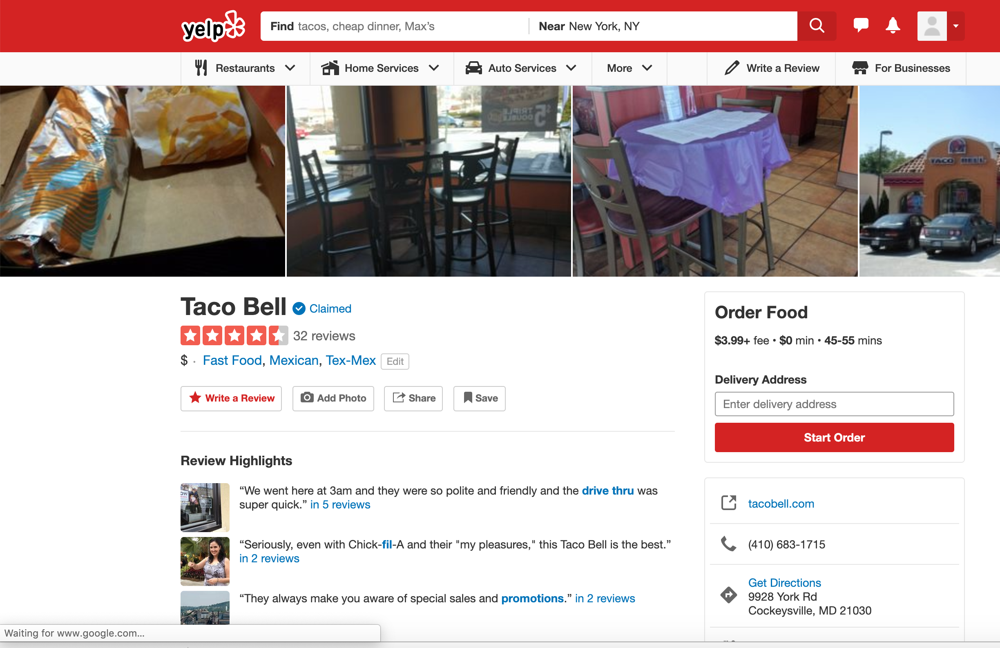 yelp
Find tacos, cheap dinner, Max's
Near New York, NY
Restaurants
Home Services
Auto Services
More
Write a Review
For Businesses
$5 TRIPLE
DOUBLE
TACO BELL
Taco Bell
Claimed
32 reviews
$ · Fast Food, Mexican, Tex-Mex Edit
Write a Review
Add Photo
Share
Save
Review Highlights
“We went here at 3am and they were so polite and friendly and the drive thru was
super quick.” in 5 reviews
“Seriously, even with Chick-fil-A and their "my pleasures," this Taco Bell is the best.”
in 2 reviews
“They always make you aware of special sales and promotions.” in 2 reviews
Order Food
$3.99+ fee • $0 min • 45-55 mins
Delivery Address
Enter delivery address
Start Order
tacobell.com
(410) 683-1715
Get Directions
9928 York Rd
Cockeysville, MD 21030
Waiting for www.google.com...